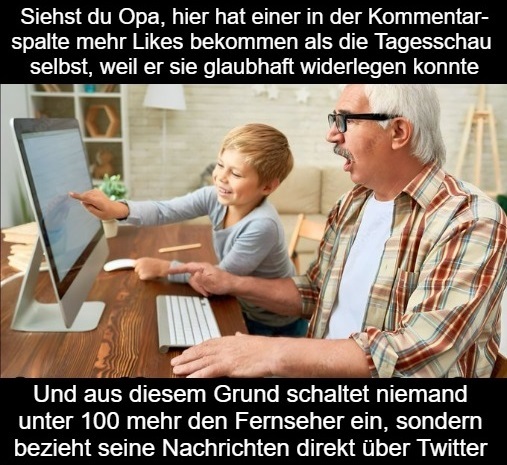 Siehst du Opa, hier hat einer in der Kommentar-
spalte mehr Likes bekommen als die Tagesschau
selbst, weil er sie glaubhaft widerlegen konnte
Und aus diesem Grund schaltet niemand
unter 100 mehr den Fernseher ein, sondern
bezieht seine Nachrichten direkt über Twitter